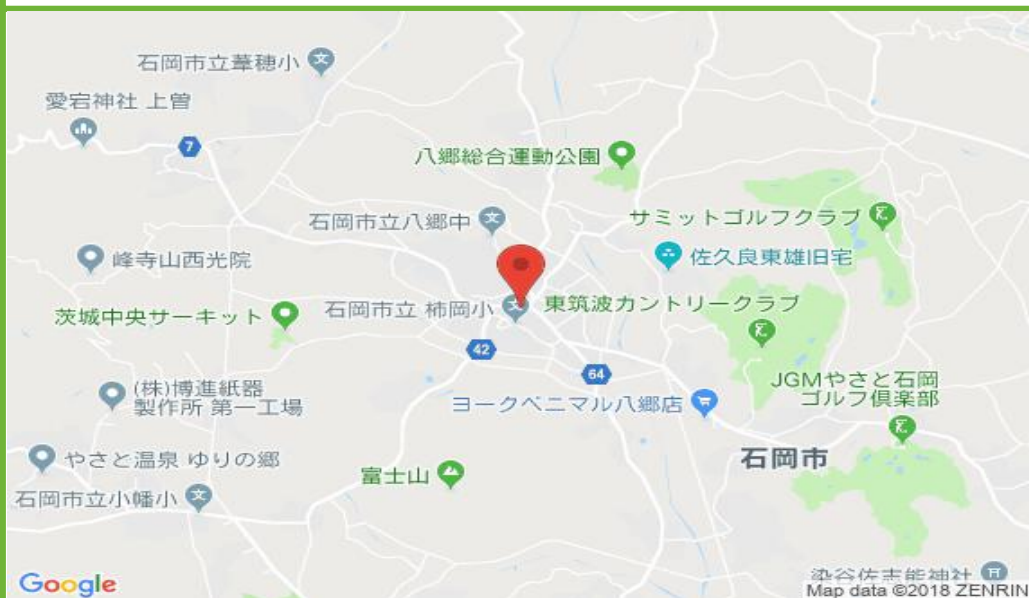 石岡市立葦穂小
愛宕神社 上曽
7
八郷総合運動公園
石岡市立八郷中
サミットゴルフクラブ
峰寺山西光院
佐久良東雄旧宅
茨城中央サーキット
石岡市立 柿岡小
東筑波カントリークラブ
42
64
(株)博進紙器
製作所 第一工場
JGMやさと石岡
ゴルフ倶楽部
ヨークベニマル八郷店
やさと温泉 ゆりの郷
石岡市
富士山
石岡市立小幡小
染谷佐志能神社
Google
Map data ©2018 ZENRIN